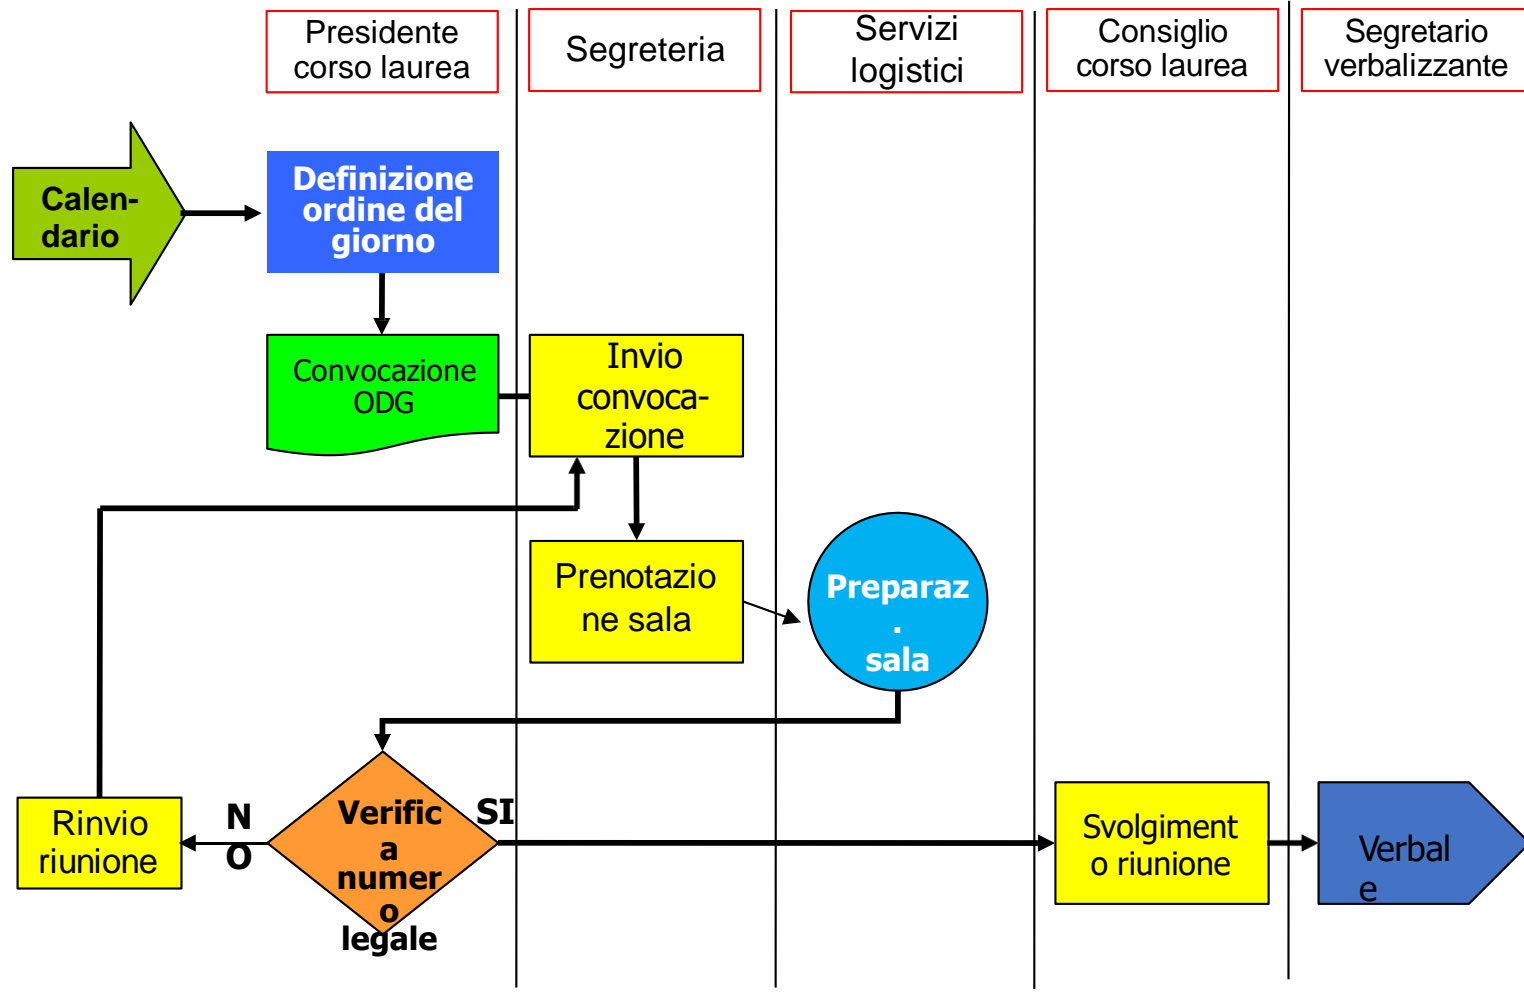 Presidente
corso laurea
Segreteria
Servizi
logistici
Consiglio
corso laurea
Segretario
verbalizzante
Calen-
dario
Definizione
ordine del
giorno
Convocazione
ODG
Invio
convoca-
zione
Prenotazio
ne sala
Preparaz
.
sala
Rinvio
riunione
N
O
Verific
a
numer
o
legale
SI
Svolgiment
o riunione
Verbal
e